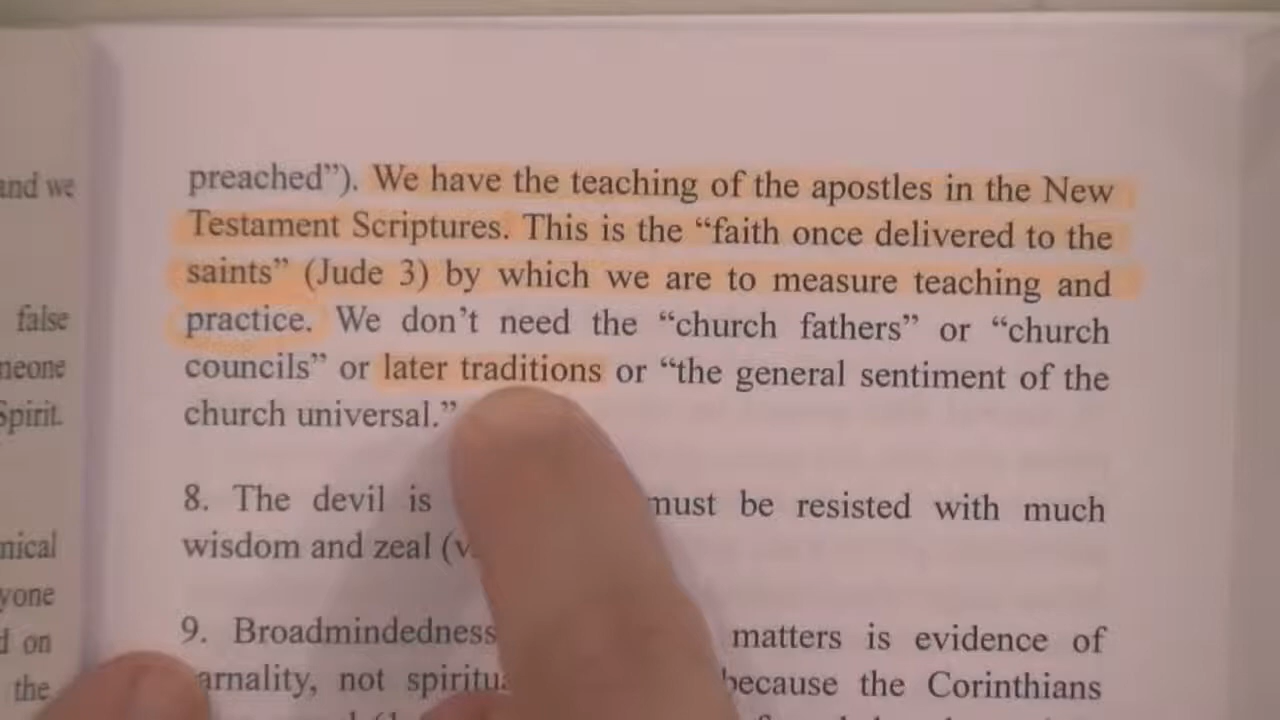 preached”). We have the teaching of the apostles in the New
Testament Scriptures. This is the “faith once delivered to the
saints” (Jude 3) by which we are to measure teaching and
practice. We don’t need the “church fathers” or “church
councils” or later traditions or “the general sentiment of the
church universal.”
8. The devil is must be resisted with much
wisdom and zeal (v.
9. Broadmindedness matters is evidence of
not because the Corinthians
and we
false
Spirit.
on
the